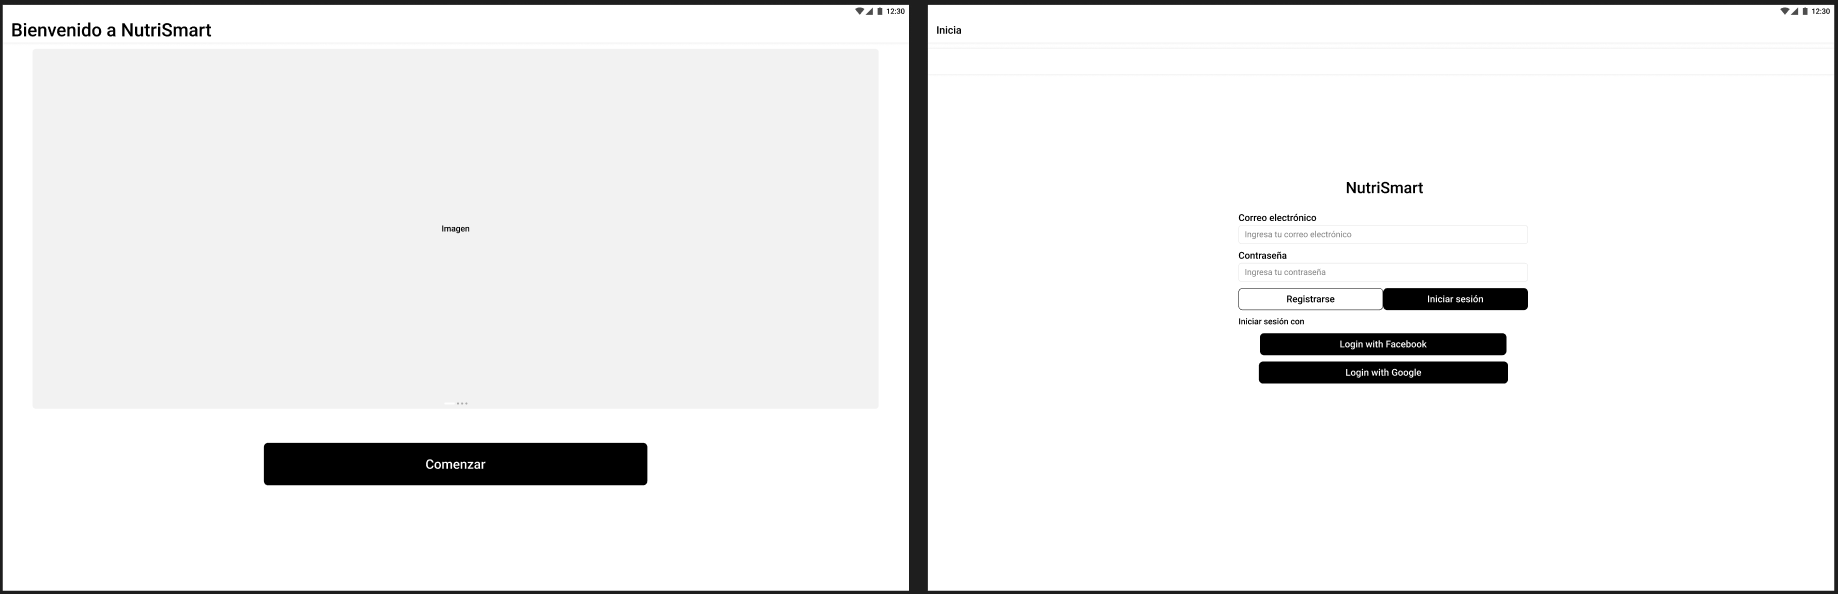 12:30
Bienvenido a NutriSmart
Imagen
Comenzar
12:30
Inicia
NutriSmart
Correo electrónico
Ingresa tu correo electrónico
Contraseña
Ingresa tu contraseña
Registrarse
Iniciar sesión
Iniciar sesión con
Login with Facebook
Login with Google